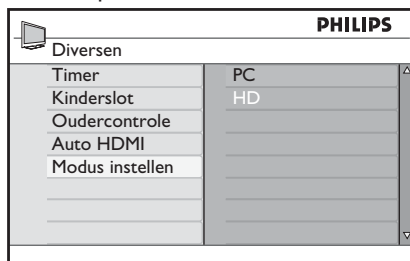 PHILIPS
Diversen
Timer PC
Kinderslot HD
Oudercontrole
Auto HDMI
Modus instellen